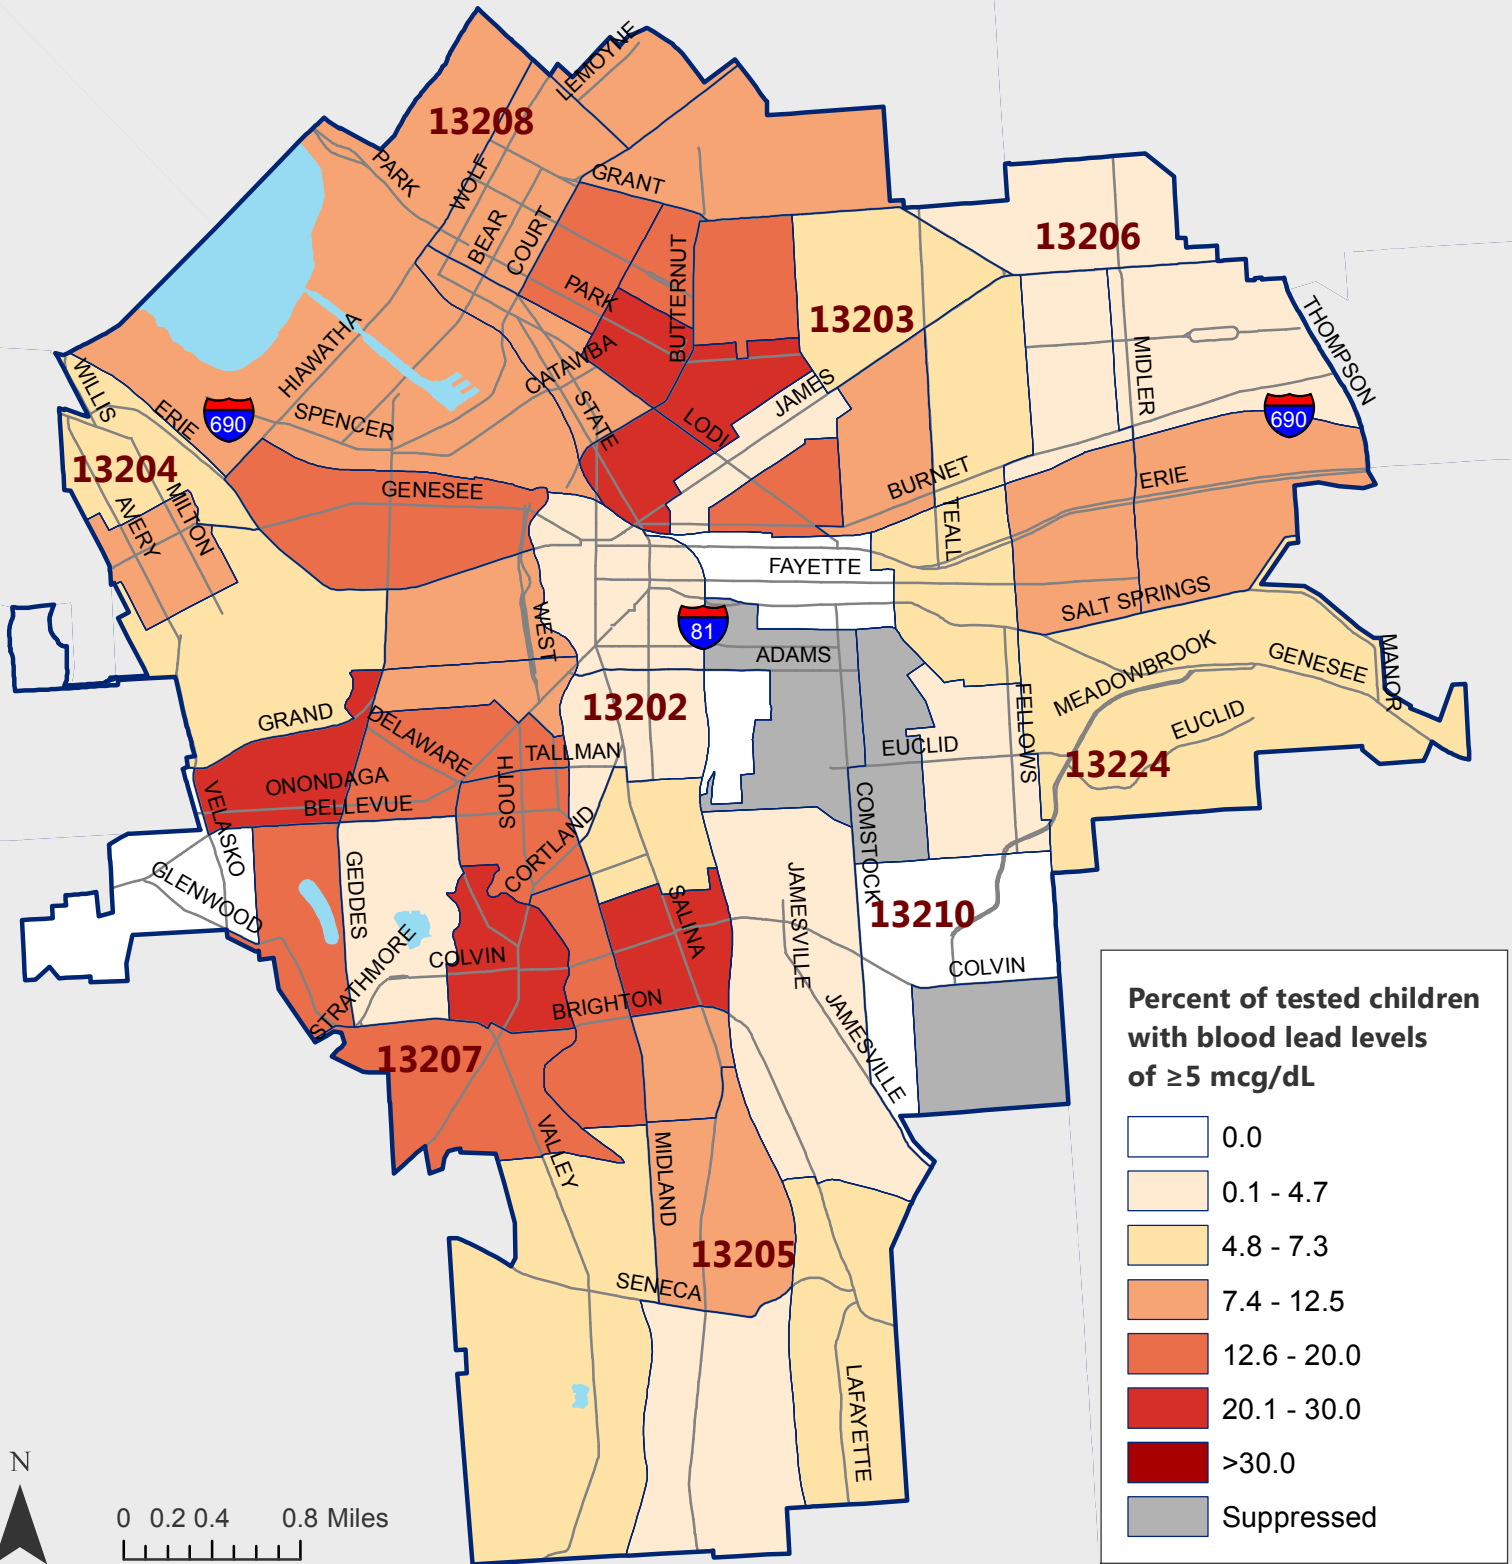 LEMOYNE
13208
PARK
WOLF
GRANT
BEAR
COURT
BUTTERNUT
13206
PARK
13203
THOMPSON
HIAWATHA
MIDLER
CATAWBA
WILLIS
JAMES
ERIE
690
SPENCER
STATE
LODI
690
13204
GENESEE
BURNET
ERIE
AVERY
MILTON
TEALL
FAYETTE
SALT SPRINGS
WEST
81
ADAMS
MEADOWBROOK
GENESEE
MANOR
13202
GRAND
DELAWARE
FELLOWS
EUCLID
TALLMAN
EUCLID
13224
ONONDAGA
BELLEVUE
SOUTH
VELASKO
COMSTOCK
CORTLAND
GEDDES
GLENWOOD
JAMESVILLE
SALINA
13210
STRATHMORE
COLVIN
COLVIN
BRIGHTON
JAMESVILLE
13207
VALLEY
MIDLAND
13205
SENECA
LAFAYETTE
Percent of tested children
with blood lead levels
of ≥5 mcg/dL
0.0
0.1 - 4.7
4.8 - 7.3
7.4 - 12.5
12.6 - 20.0
20.1 - 30.0
>30.0
Suppressed
N
0 0.2 0.4 0.8 Miles